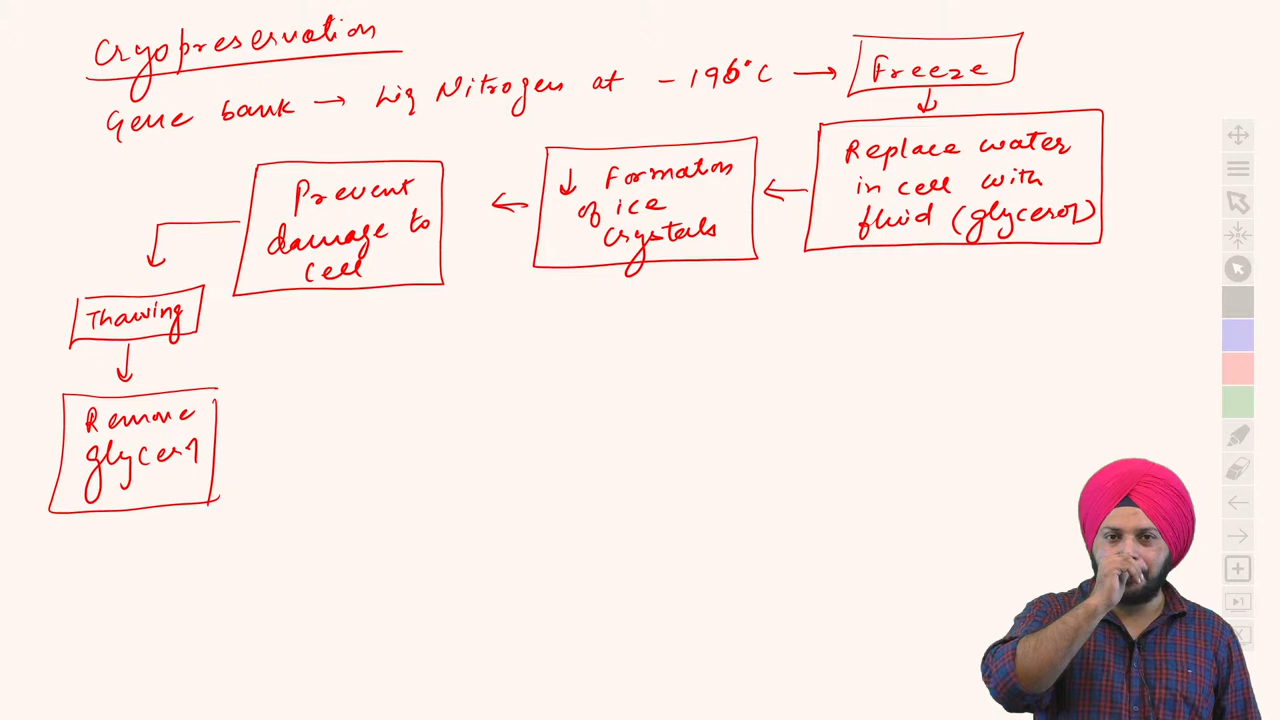 Cryopreservation
Gene bank → Liq Nitrogen at -196°C → Freeze
Replace water
in cell with
fluid (glycerol)
↓ Formaton
of ice
crystals
Prevent
damage to
cell
Thawing
Remove
glycerol